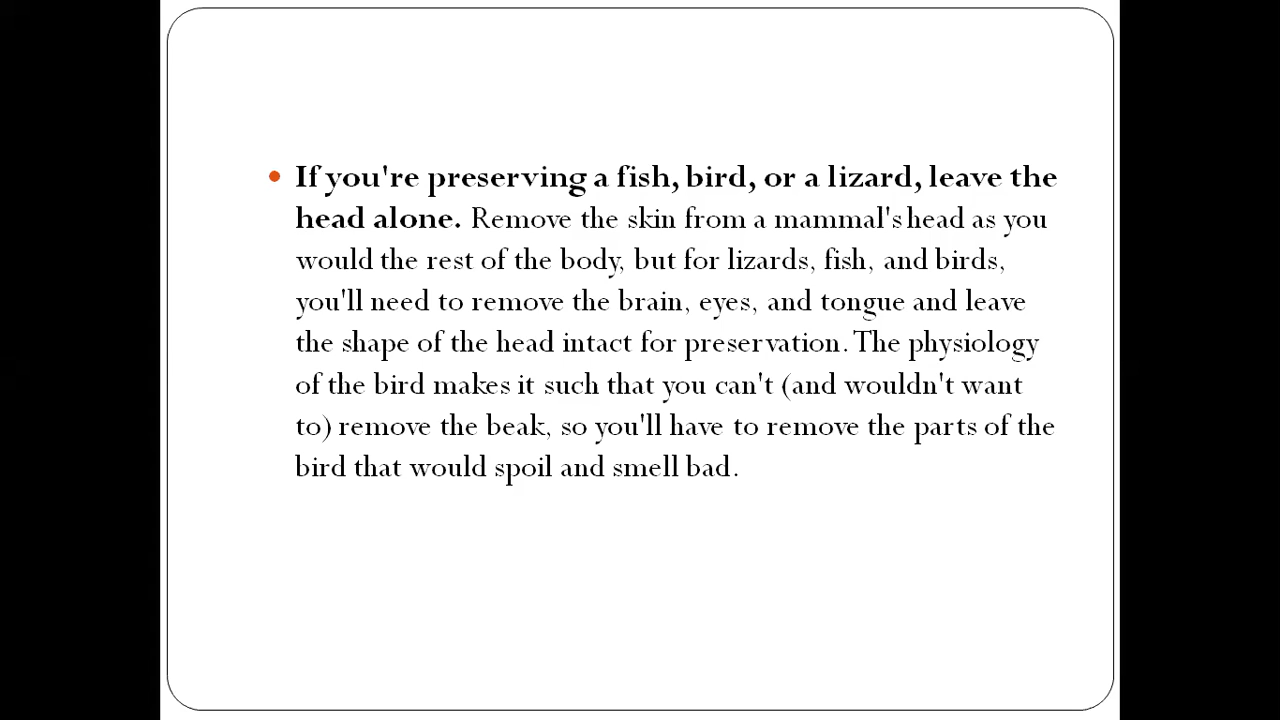 • If you're preserving a fish, bird, or a lizard, leave the
head alone. Remove the skin from a mammal's head as you
would the rest of the body, but for lizards, fish, and birds,
you'll need to remove the brain, eyes, and tongue and leave
the shape of the head intact for preservation. The physiology
of the bird makes it such that you can't (and wouldn't want
to) remove the beak, so you'll have to remove the parts of the
bird that would spoil and smell bad.